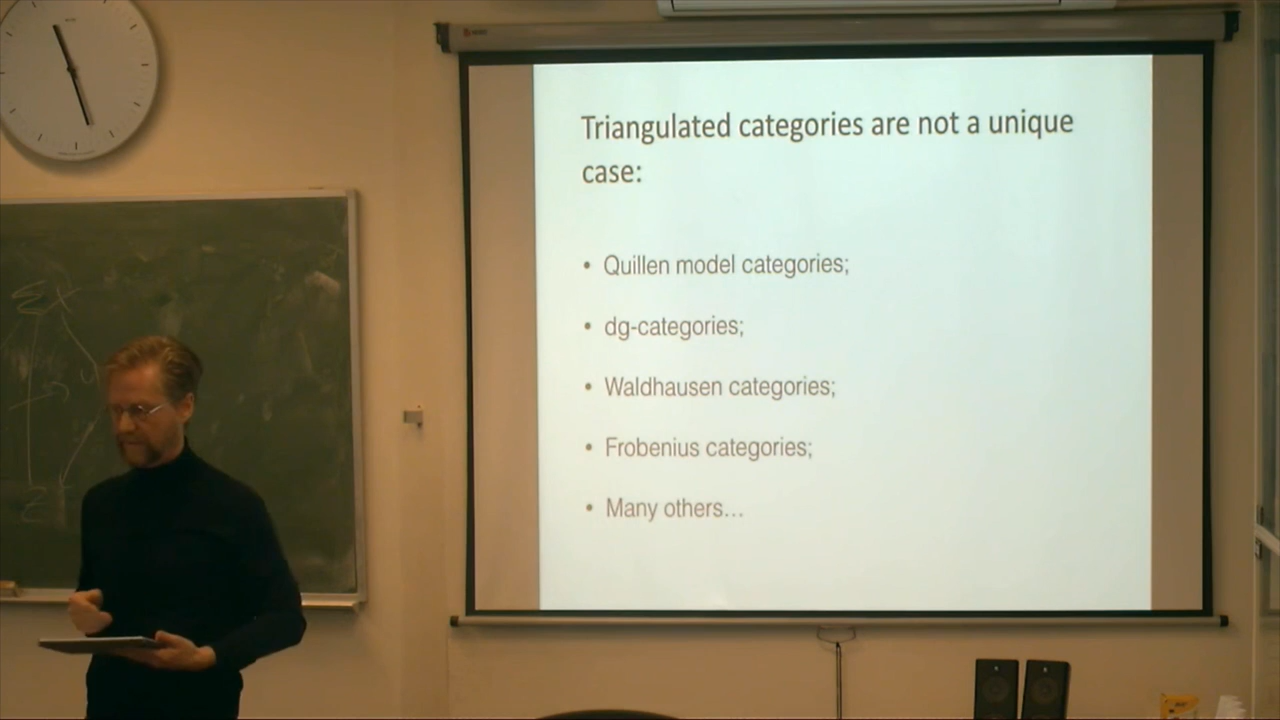 Triangulated categories are not a unique
case:
• Quillen model categories;
• dg-categories;
• Waldhausen categories;
• Frobenius categories;
• Many others…